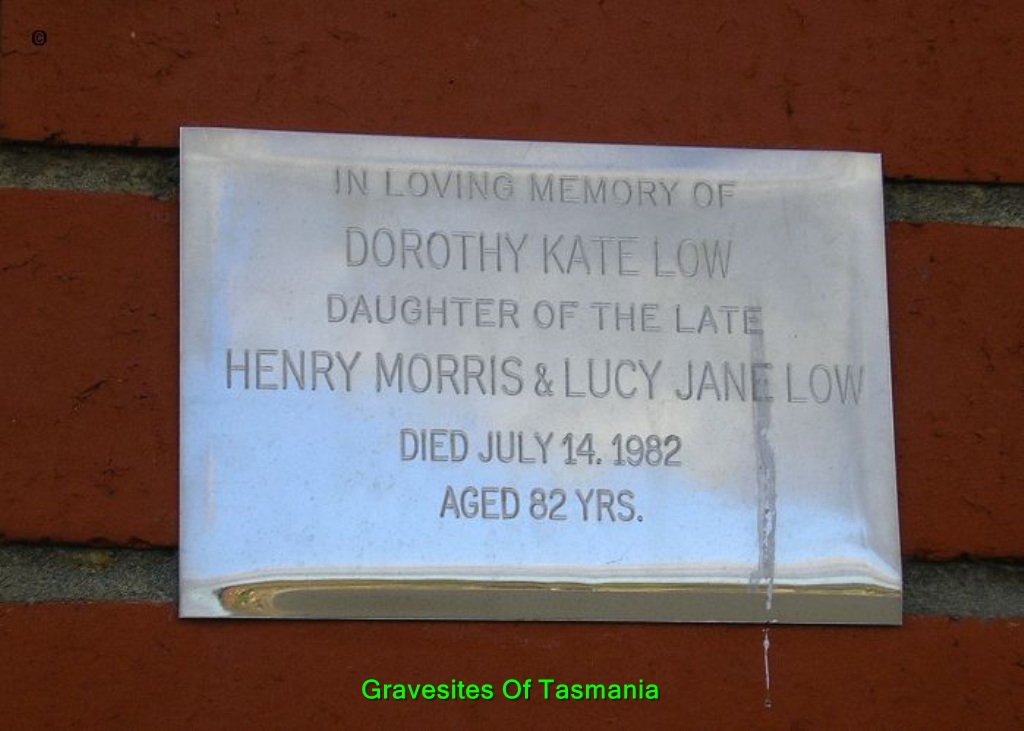 ©
IN LOVING MEMORY OF
DOROTHY KATE LOW
DAUGHTER OF THE LATE
HENRY MORRIS & LUCY JANE LOW
DIED JULY 14. 1982
AGED 82 YRS.
Gravesites Of Tasmania